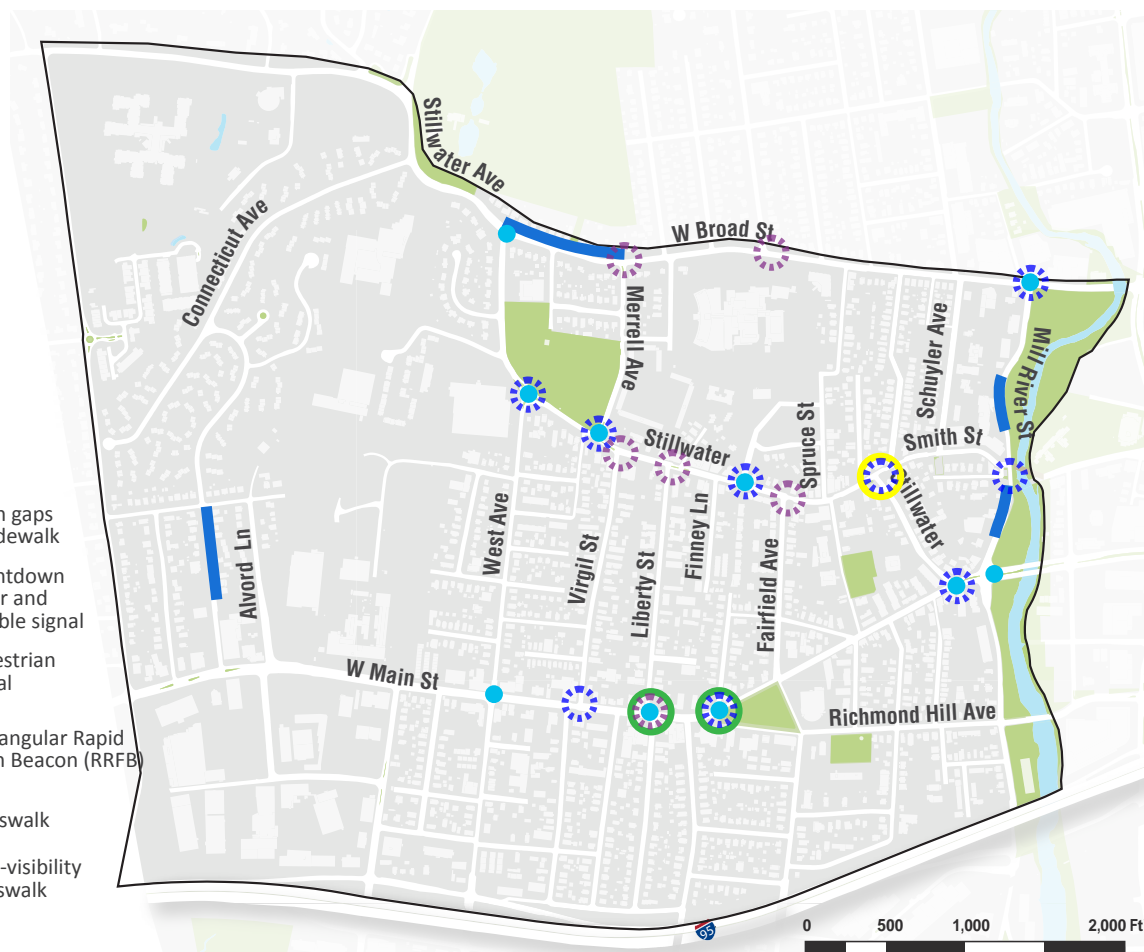 Stillwater Ave
W Broad St
Connecticut Ave
Merrell Ave
Schuyler Ave
Mill River St
Smith St
Stillwater
Spruce St
Stillwater
West Ave
Virgil St
Liberty St
Finney Ln
Fairfield Ave
Alvord Ln
W Main St
Richmond Hill Ave
gaps
dewalk
ntdown
r and
ble signal
estrian
al
angular Rapid
n Beacon (RRFB)
swalk
-visibility
swalk
95
0 500 1,000 2,000 Ft